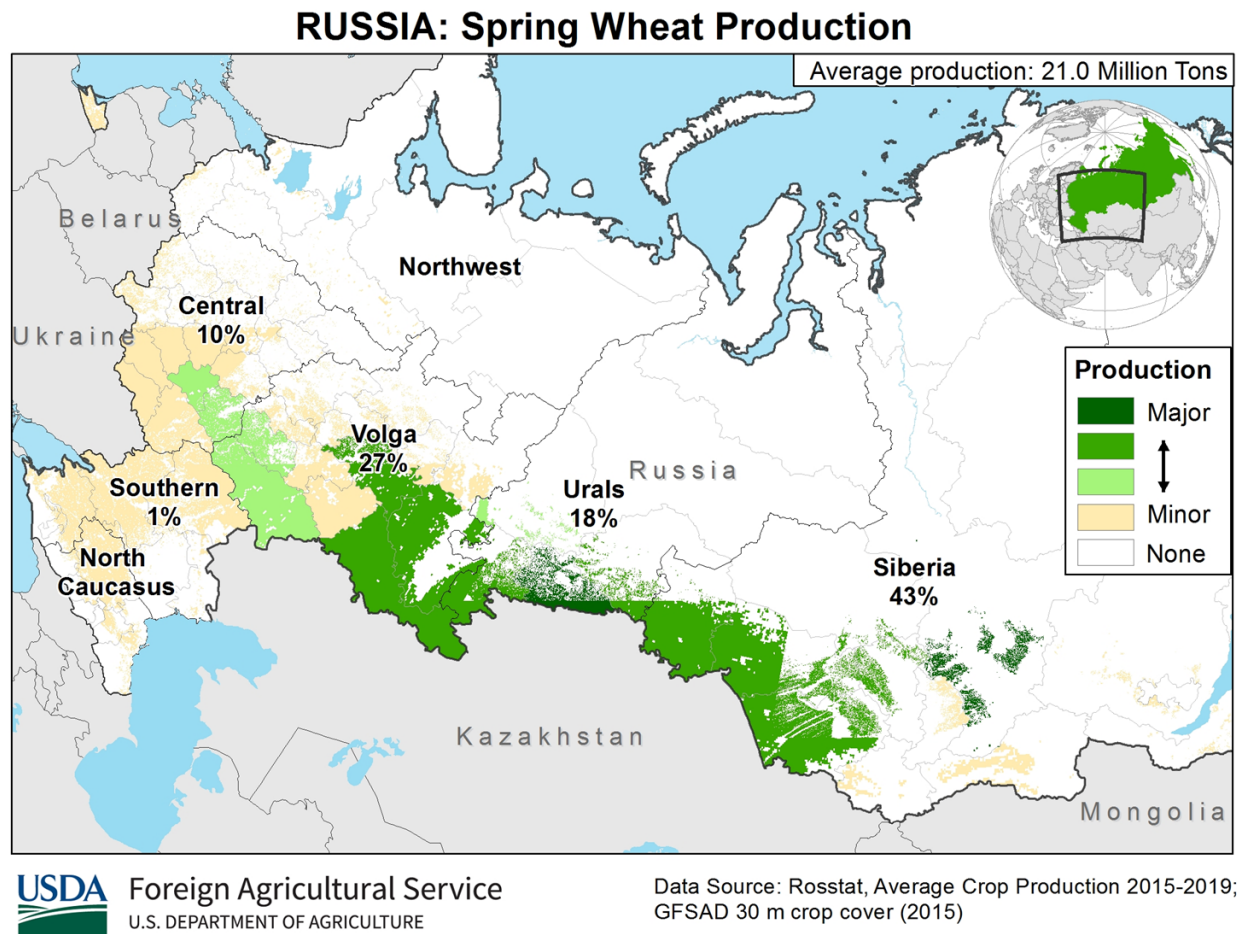 RUSSIA: Spring Wheat Production
Average production: 21.0 Million Tons
Belarus
Northwest
Central
10%
Ukraine
Production
Major
Minor
None
Volga
27%
Russia
Southern
1%
Urals
18%
North
Caucasus
Siberia
43%
Kazakhstan
Mongolia
USDA
Foreign Agricultural Service
U.S. DEPARTMENT OF AGRICULTURE
Data Source: Rosstat, Average Crop Production 2015-2019;
GFSAD 30 m crop cover (2015)